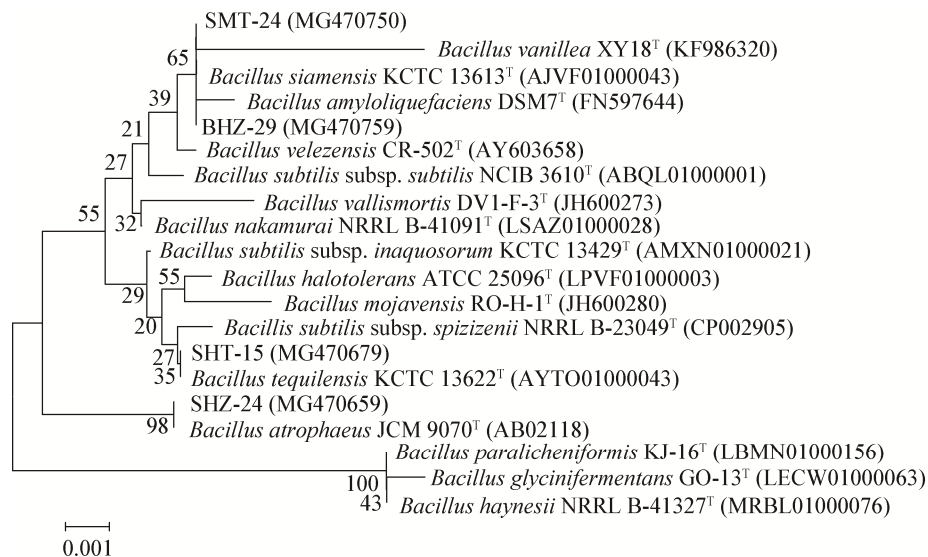 SMT-24 (MG470750)
Bacillus vanillea XY18ᵀ (KF986320)
65
Bacillus siamensis KCTC 13613ᵀ (AJVF01000043)
39
Bacillus amyloliquefaciens DSM7ᵀ (FN597644)
21
BHZ-29 (MG470759)
Bacillus velezensis CR-502ᵀ (AY603658)
27
Bacillus subtilis subsp. subtilis NCIB 3610ᵀ (ABQL01000001)
Bacillus vallismortis DV1-F-3ᵀ (JH600273)
55
32
Bacillus nakamurai NRRL B-41091ᵀ (LSAZ01000028)
Bacillus subtilis subsp. inaquosorum KCTC 13429ᵀ (AMXN01000021)
55
Bacillus halotolerans ATCC 25096ᵀ (LPVF01000003)
29
Bacillus mojavensis RO-H-1ᵀ (JH600280)
20
Bacillis subtilis subsp. spizizenii NRRL B-23049ᵀ (CP002905)
27
SHT-15 (MG470679)
35
Bacillus tequilensis KCTC 13622ᵀ (AYTO01000043)
SHZ-24 (MG470659)
98
Bacillus atrophaeus JCM 9070ᵀ (AB02118)
Bacillus paralicheniformis KJ-16ᵀ (LBMN01000156)
100
Bacillus glycinifermentans GO-13ᵀ (LECW01000063)
43
Bacillus haynesii NRRL B-41327ᵀ (MRBL01000076)
0.001